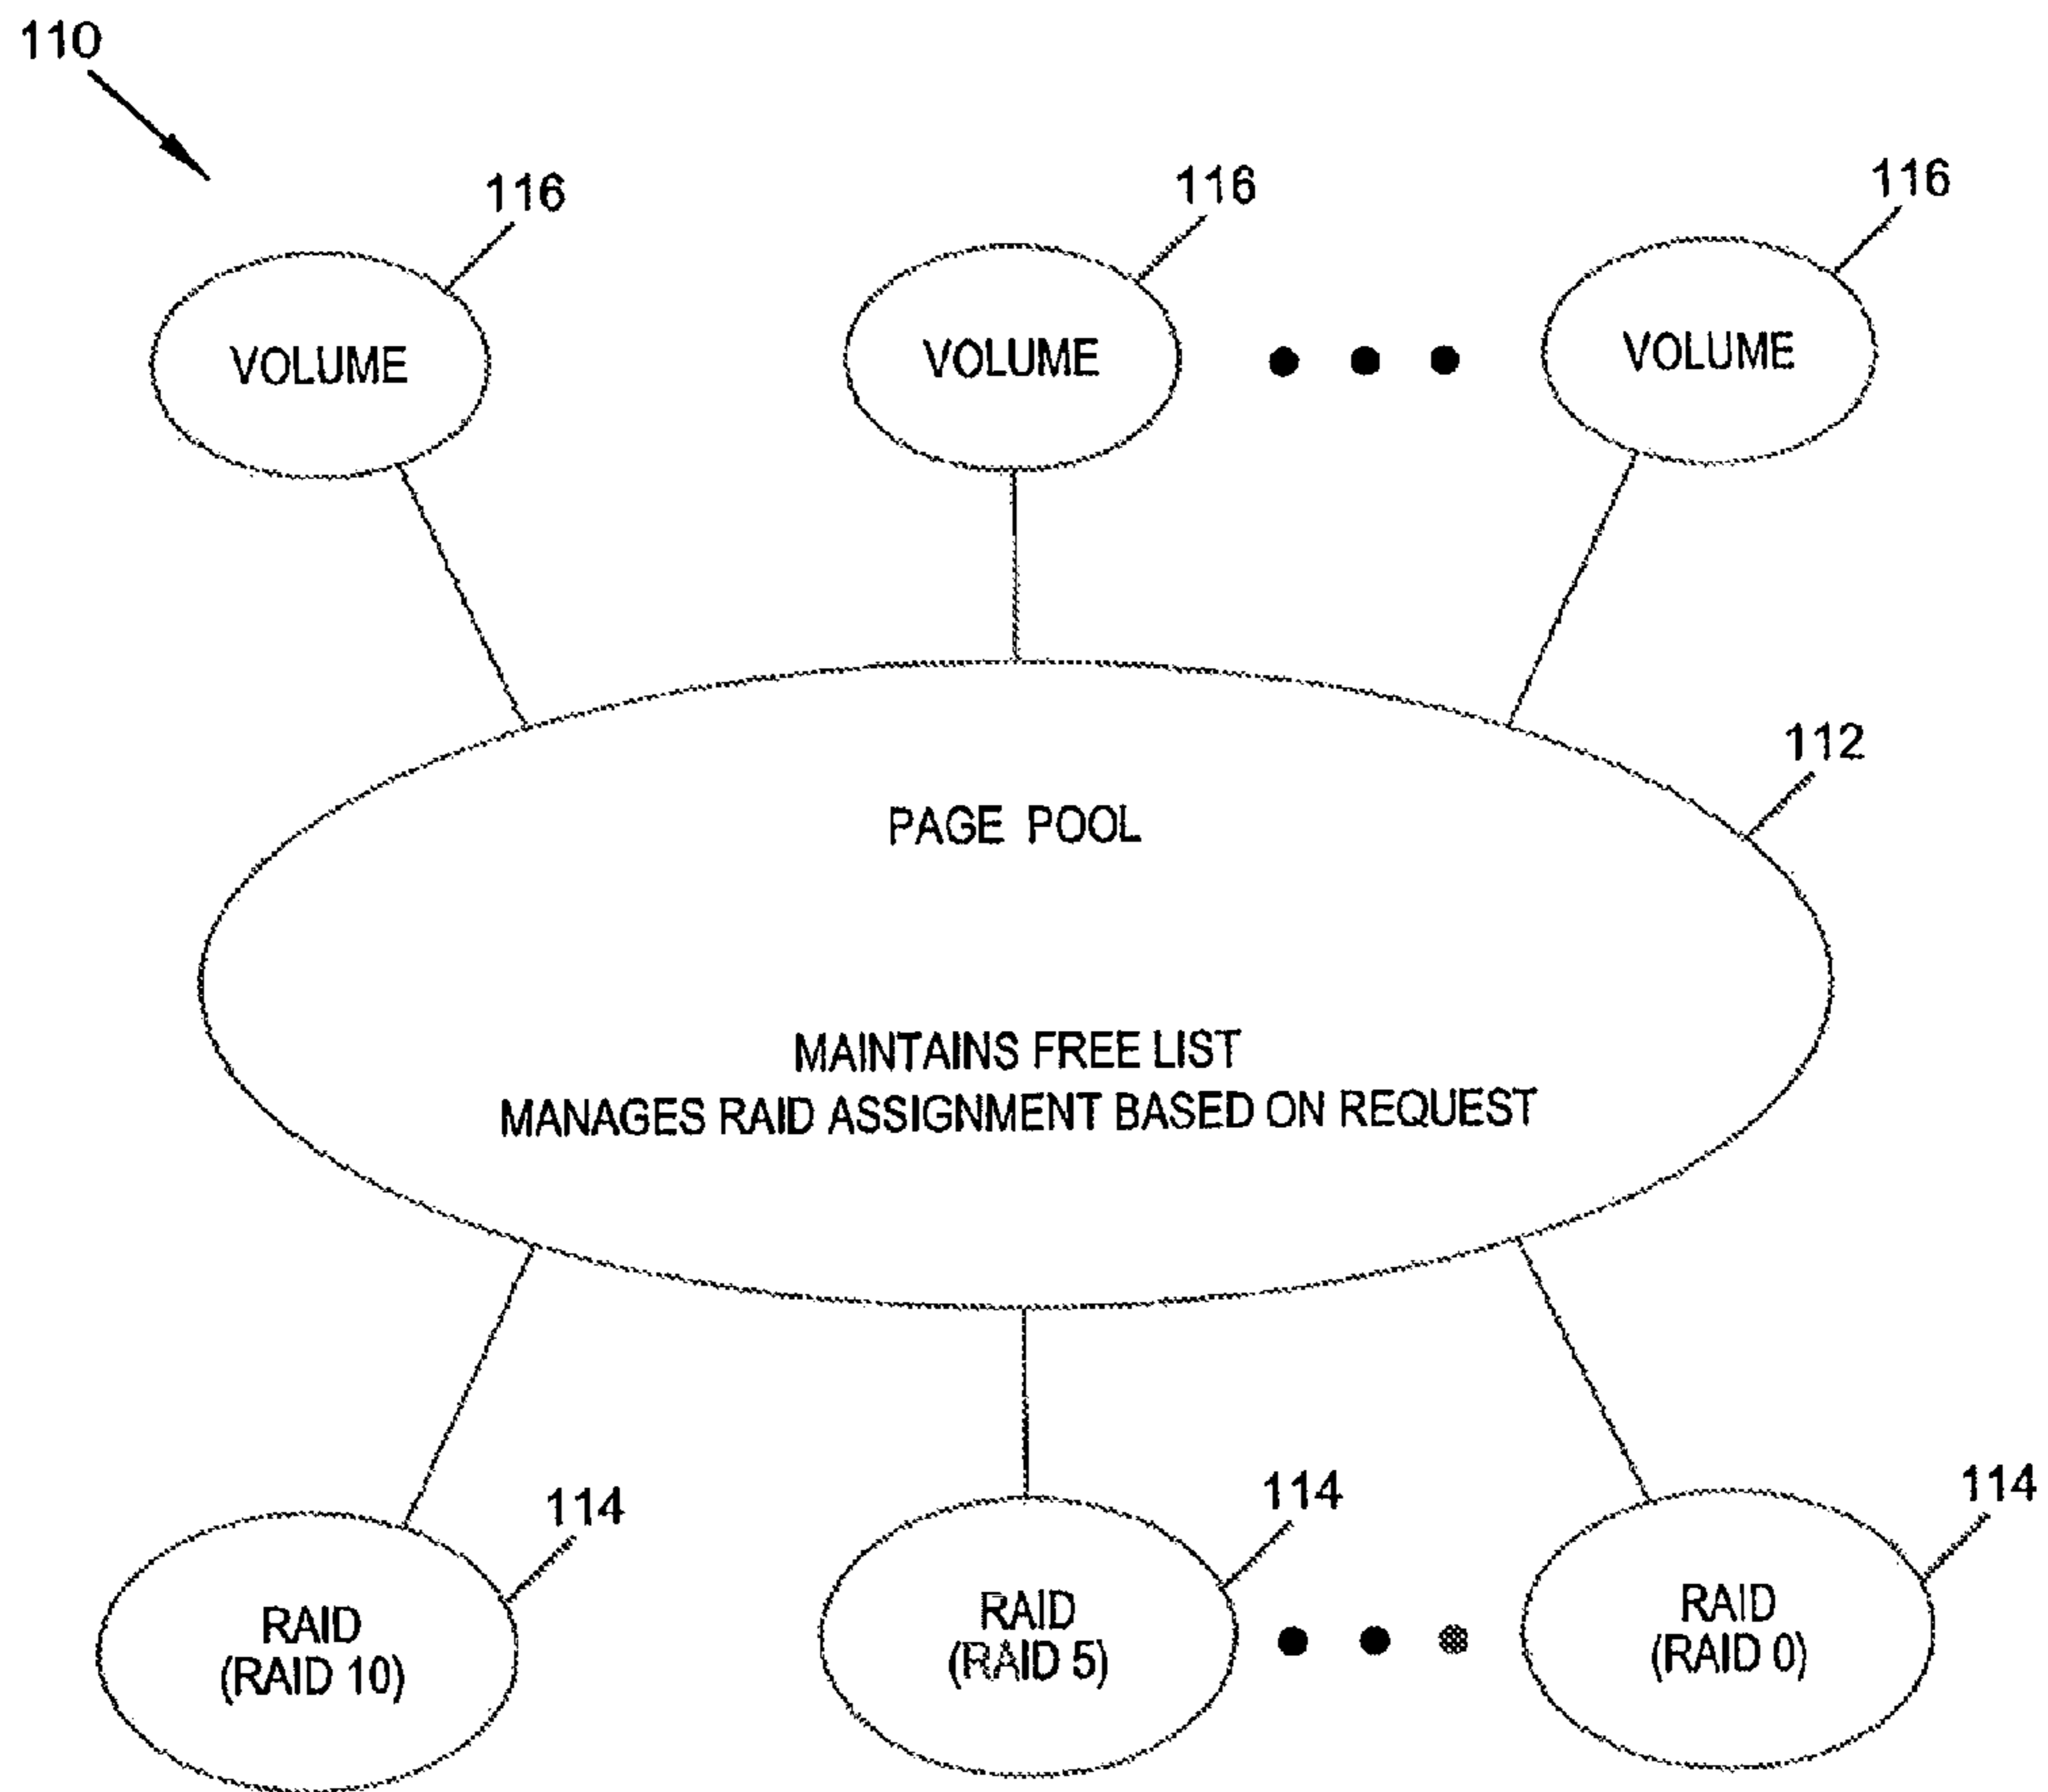 110
116
116
116
VOLUME
VOLUME
VOLUME
112
PAGE POOL
MAINTAINS FREE LIST
MANAGES RAID ASSIGNMENT BASED ON REQUEST
114
114
114
RAID
(RAID 10)
RAID
(RAID 5)
RAID
(RAID 0)